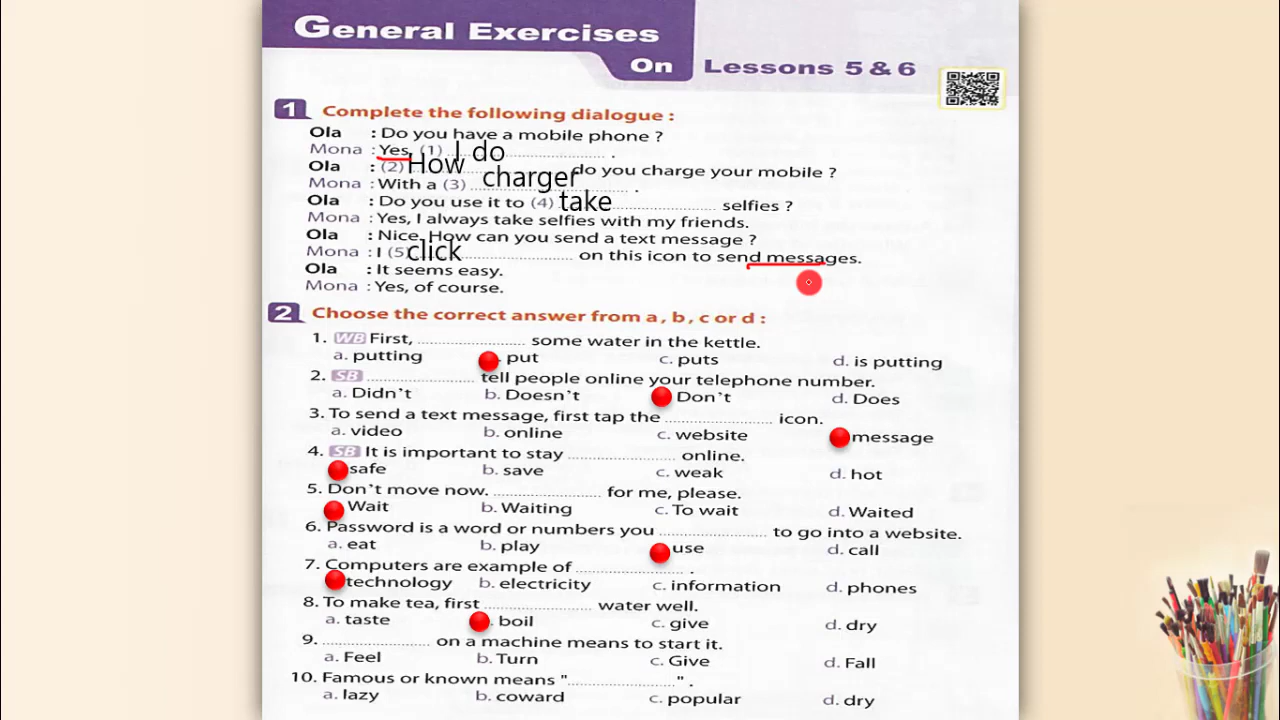 General Exercises
On Lessons 5 & 6
1 Complete the following dialogue :
Ola : Do you have a mobile phone ?
Mona : Yes, (1) I do .................... .
Ola : (2) How .......... do you charge your mobile ?
Mona : With a (3) charger .................... .
Ola : Do you use it to (4) take .................... selfies ?
Mona : Yes, I always take selfies with my friends.
Ola : Nice. How can you send a text message ?
Mona : I (5) click .................... on this icon to send messages.
Ola : It seems easy.
Mona : Yes, of course.
2 Choose the correct answer from a, b, c or d :
1. WB First, .................... some water in the kettle.
a. putting put c. puts d. is putting
2. SB .................... tell people online your telephone number.
a. Didn't b. Doesn't Don't d. Does
3. To send a text message, first tap the .................... icon.
a. video b. online c. website message
4. SB It is important to stay .................... online.
safe b. save c. weak d. hot
5. Don't move now. .................... for me, please.
Wait b. Waiting c. To wait d. Waited
6. Password is a word or numbers you .................... to go into a website.
a. eat b. play use d. call
7. Computers are example of .................... .
technology b. electricity c. information d. phones
8. To make tea, first .................... water well.
a. taste boil c. give d. dry
9. .................... on a machine means to start it.
a. Feel b. Turn c. Give d. Fall
10. Famous or known means "....................".
a. lazy b. coward c. popular d. dry